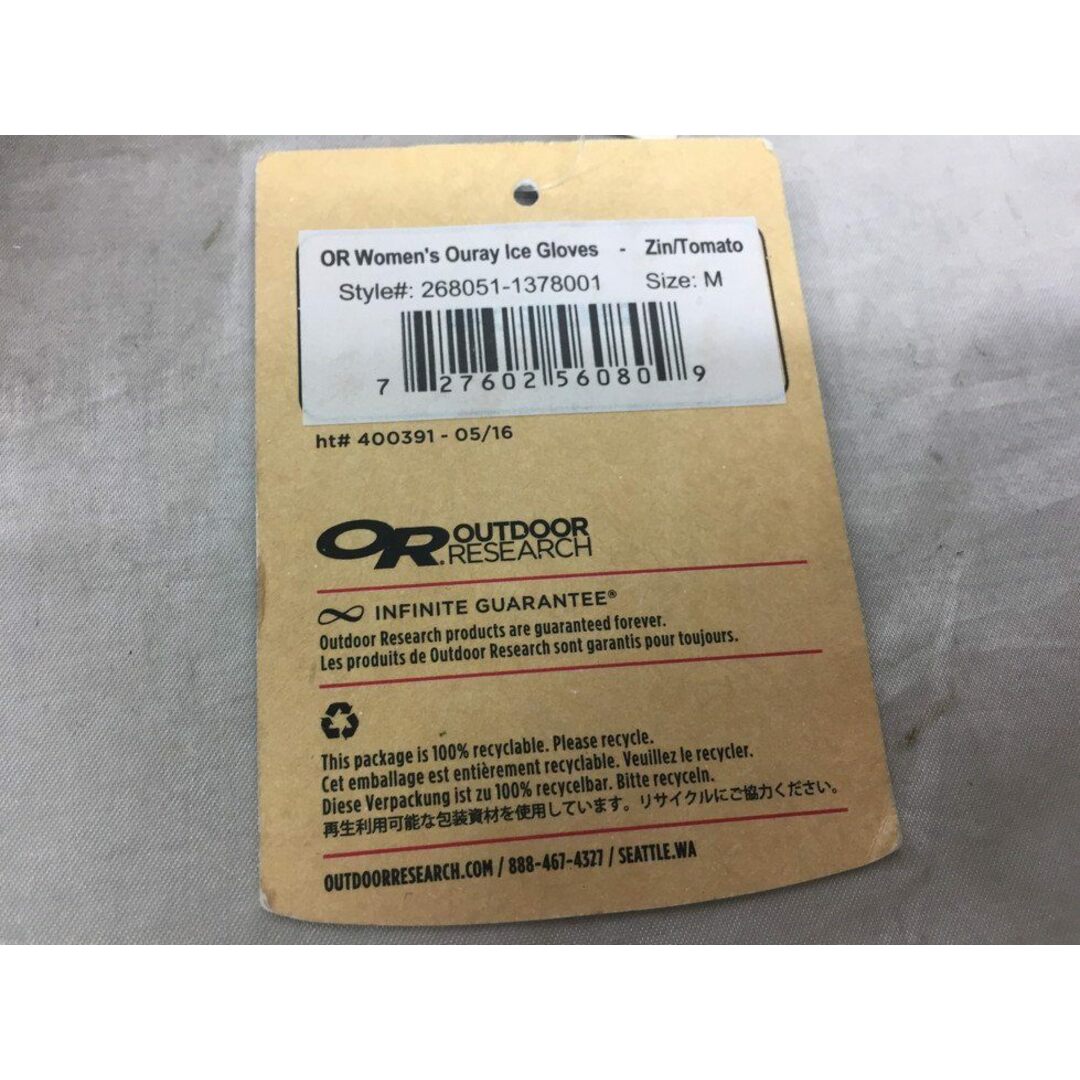 OR Women's Ouray Ice Gloves - Zin/Tomato
Style#: 268051-1378001 Size: M
7 27602 56080 9
ht# 400391 - 05/16
OR OUTDOOR
RESEARCH
INFINITE GUARANTEE®
Outdoor Research products are guaranteed forever.
Les produits de Outdoor Research sont garantis pour toujours.
This package is 100% recyclable. Please recycle.
Cet emballage est entièrement recyclable. Veuillez le recycler.
Diese Verpackung ist zu 100% recycelbar. Bitte recyceln.
再生利用可能な包装資材を使用しています。リサイクルにご協力ください。
OUTDOORRESEARCH.COM / 888-467-4327 / SEATTLE.WA